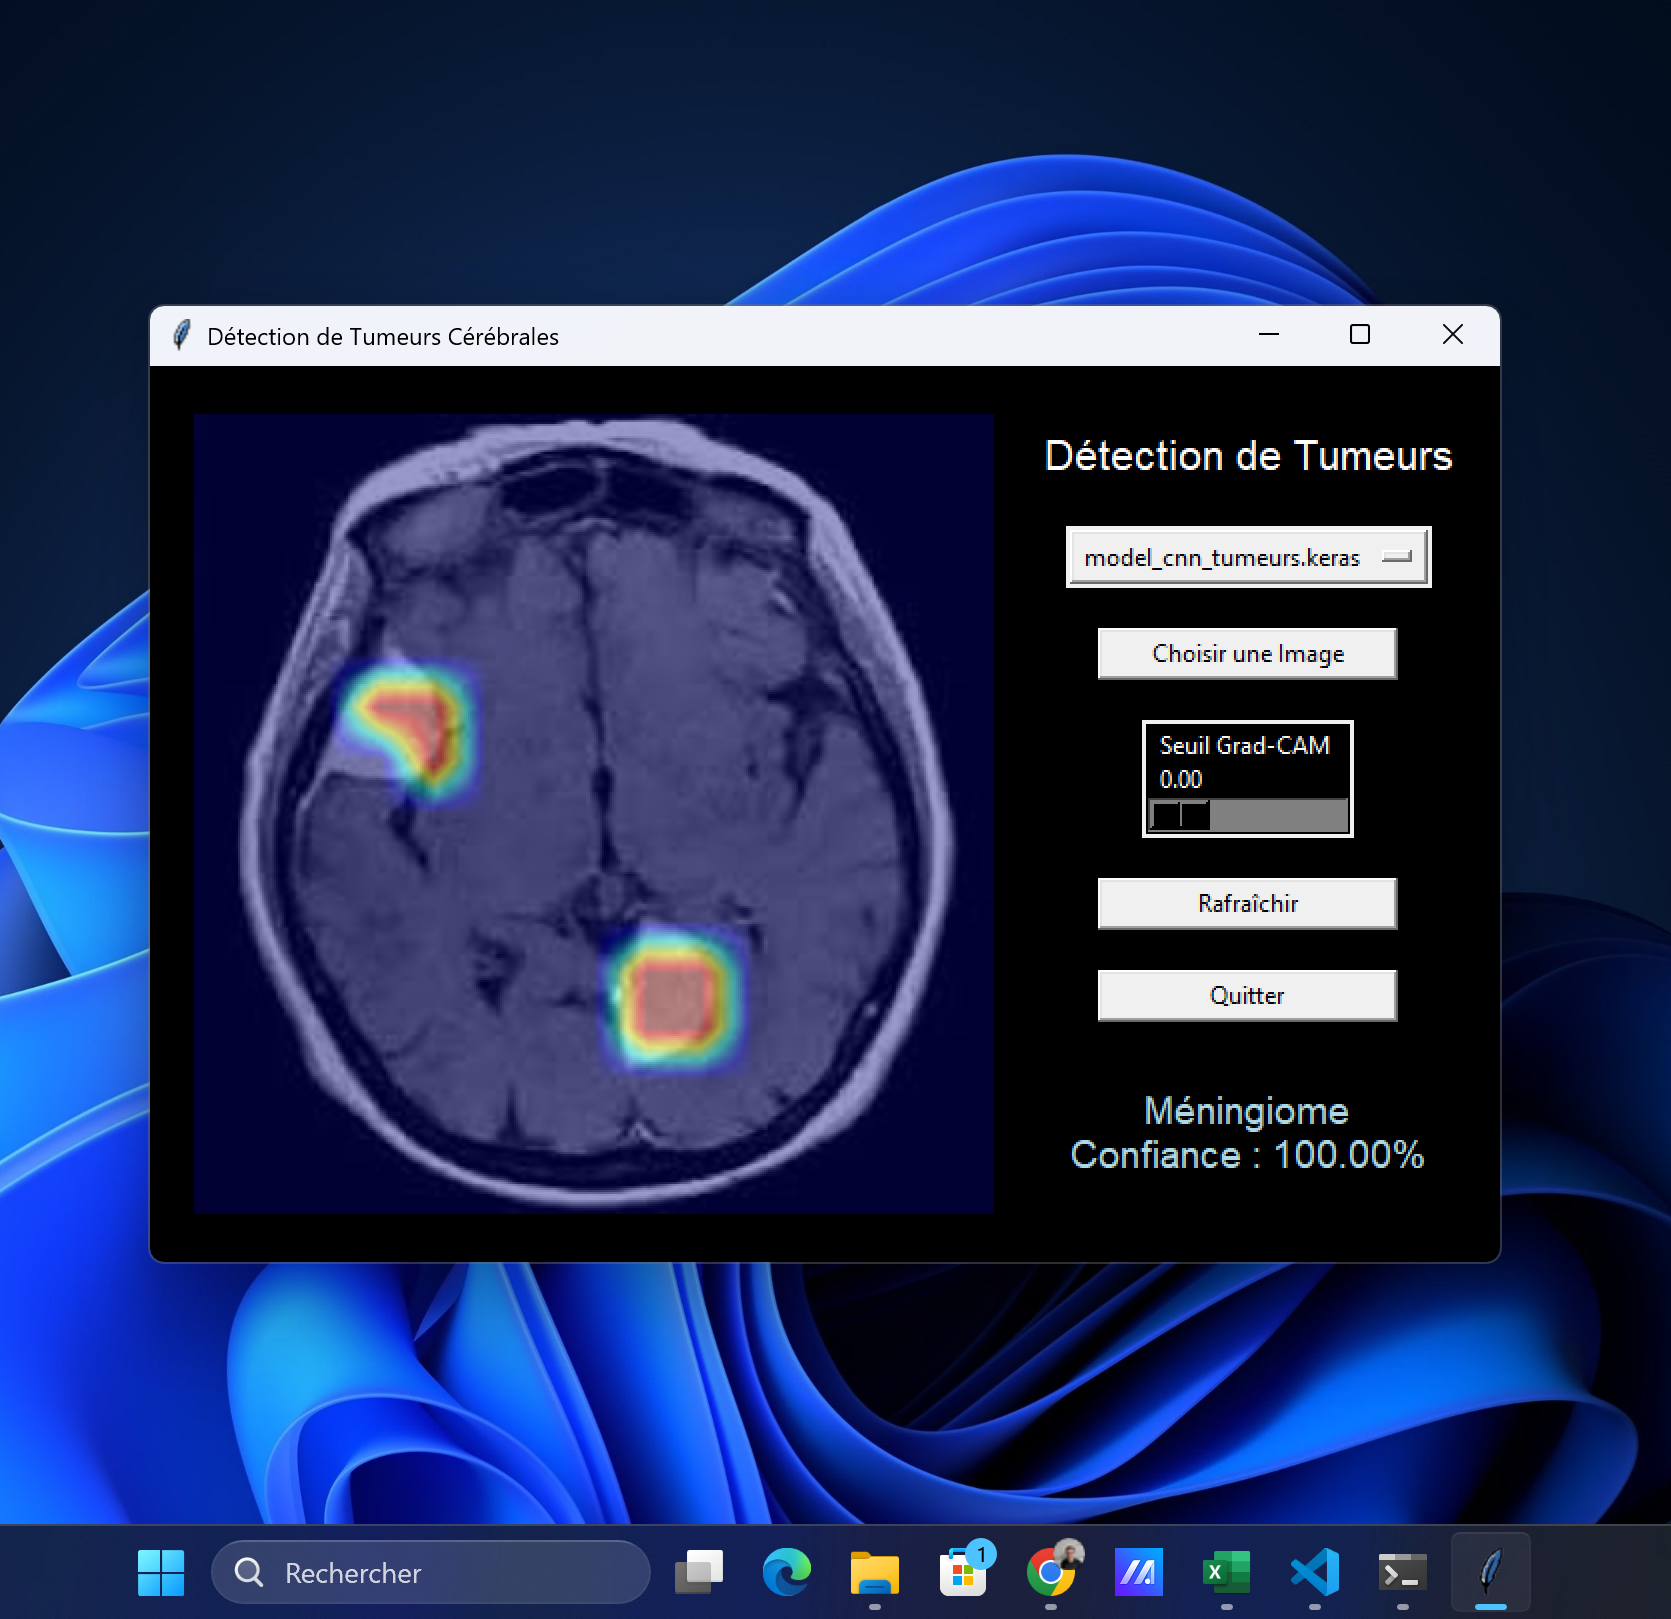 Détection de Tumeurs Cérébrales
Détection de Tumeurs
model_cnn_tumeurs.keras
Choisir une Image
Seuil Grad-CAM
0.00
Rafraîchir
Quitter
Méningiome
Confiance : 100.00%
Rechercher
1
X